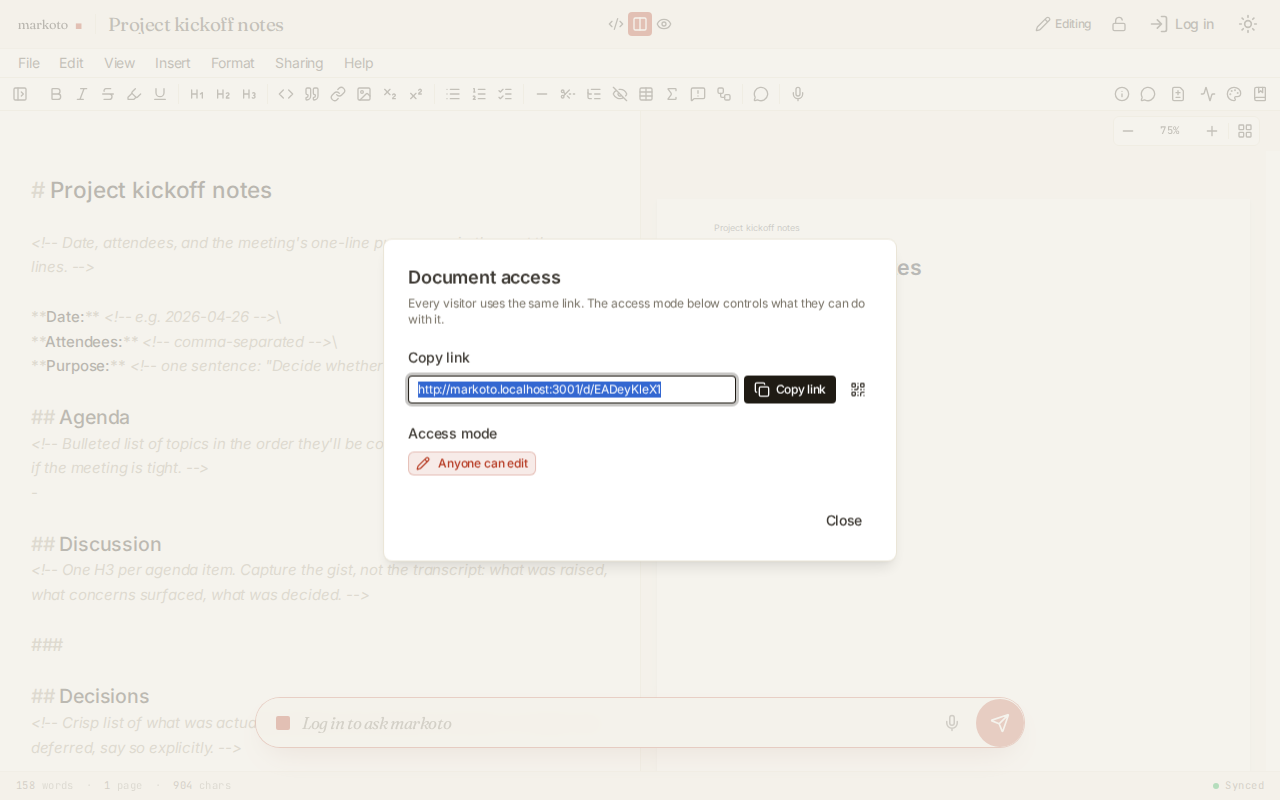 markoto
Project kickoff notes
Editing
Log in
File Edit View Insert Format Sharing Help
H1 H2 H3
75%
# Project kickoff notes
Project kickoff notes
es
<!-- Date, attendees, and the meeting's one-line
lines. -->
**Date:** <!-- e.g. 2026-04-26 -->\
**Attendees:** <!-- comma-separated -->\
**Purpose:** <!-- one sentence: "Decide whether
## Agenda
<!-- Bulleted list of topics in the order they'll be co
if the meeting is tight. -->
-
## Discussion
<!-- One H3 per agenda item. Capture the gist, not the transcript: what was raised,
what concerns surfaced, what was decided. -->
###
## Decisions
<!-- Crisp list of what was actua
deferred, say so explicitly. -->
Document access
Every visitor uses the same link. The access mode below controls what they can do
with it.
Copy link
http://markoto.localhost:3001/d/EADeyKleX1
Copy link
Access mode
Anyone can edit
Close
Log in to ask markoto
158 words · 1 page · 904 chars
Synced